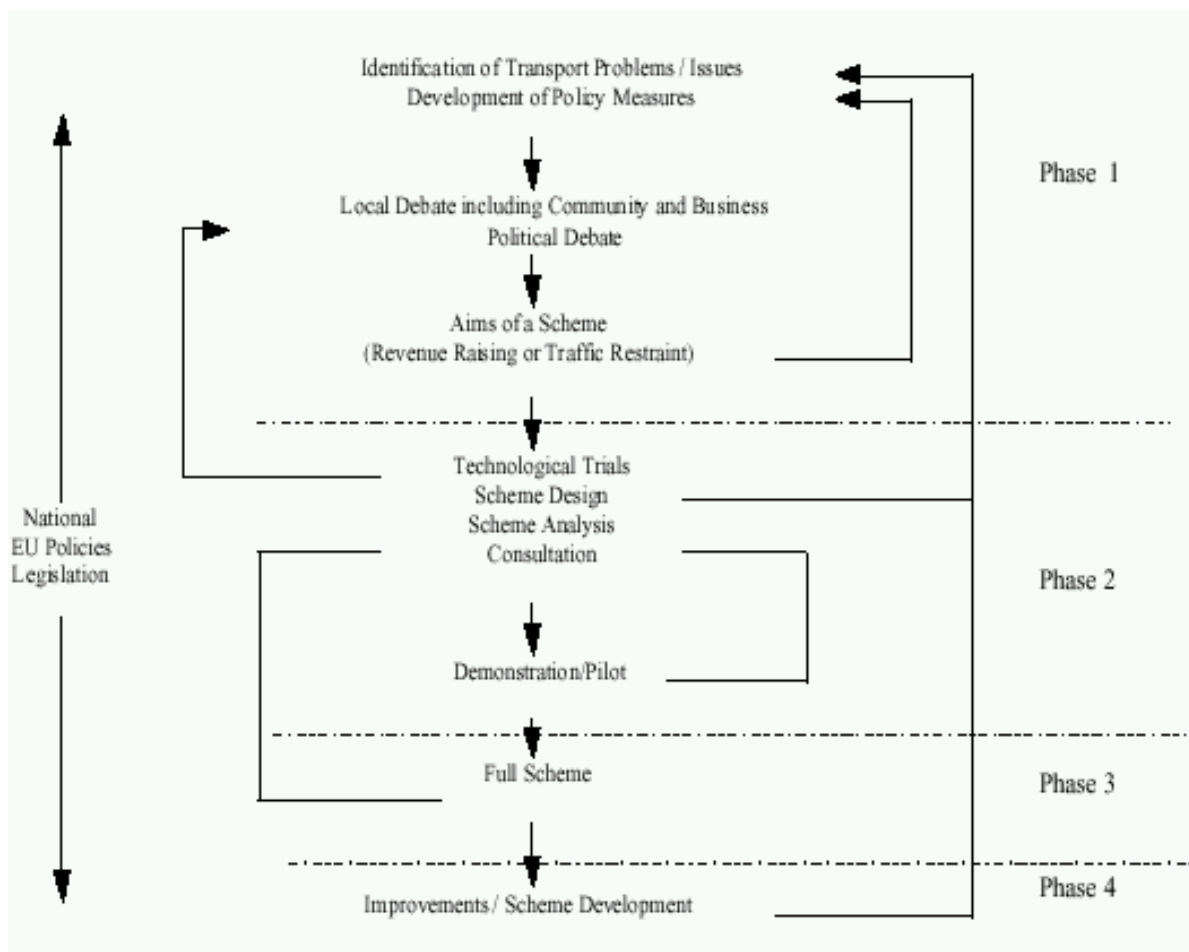 Identification of Transport Problems / Issues
Development of Policy Measures
Phase 1
Local Debate including Community and Business
Political Debate
Aims of a Scheme
(Revenue Raising or Traffic Restraint)
Technological Trials
Scheme Design
Scheme Analysis
Consultation
National
EU Policies
Legislation
Phase 2
Demonstration/Pilot
Full Scheme
Phase 3
Improvements / Scheme Development
Phase 4